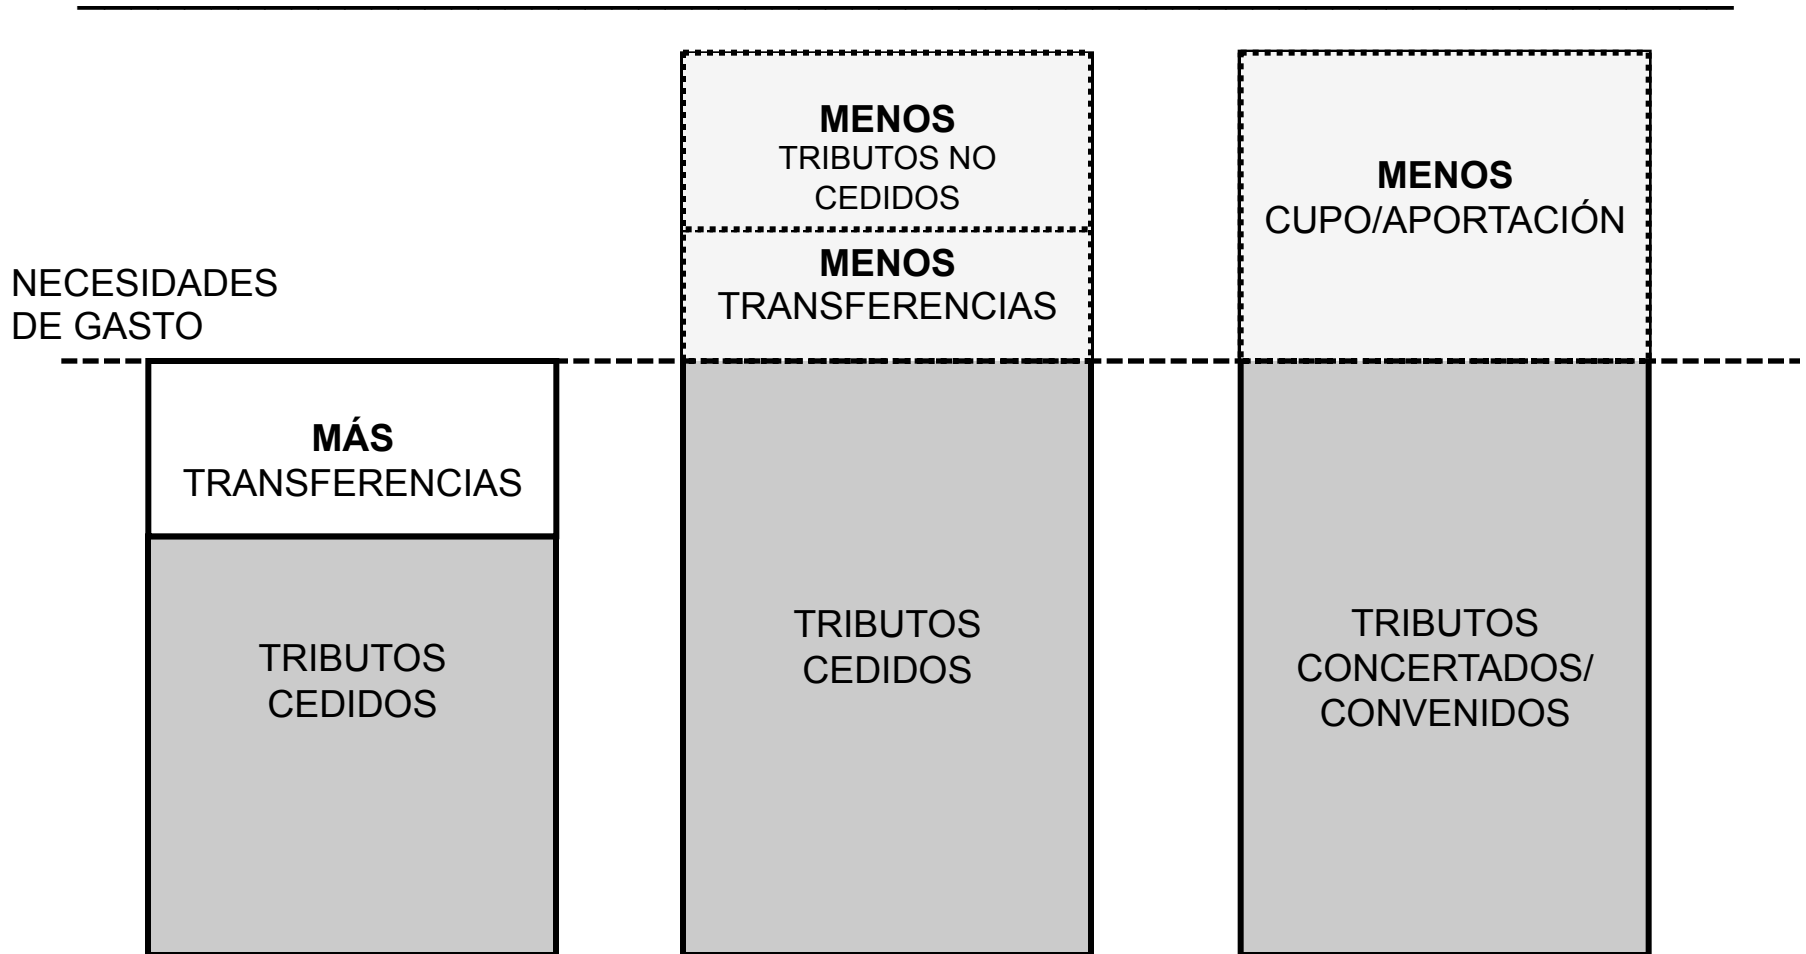 NECESIDADES
DE GASTO
MÁS
TRANSFERENCIAS
TRIBUTOS
CEDIDOS
MENOS
TRIBUTOS NO
CEDIDOS
MENOS
TRANSFERENCIAS
TRIBUTOS
CEDIDOS
MENOS
CUPO/APORTACIÓN
TRIBUTOS
CONCERTADOS/
CONVENIDOS